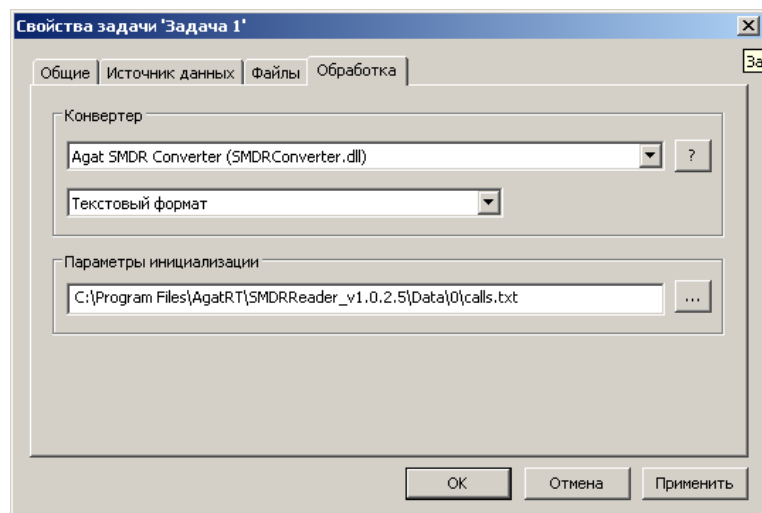 Свойства задачи 'Задача 1'
За
Общие Источник данных Файлы Обработка
Конвертер
Agat SMDR Converter (SMDRConverter.dll)
?
Текстовый формат
Параметры инициализации
C:\Program Files\AgatRT\SMDRReader_v1.0.2.5\Data\0\calls.txt
...
OK Отмена Применить